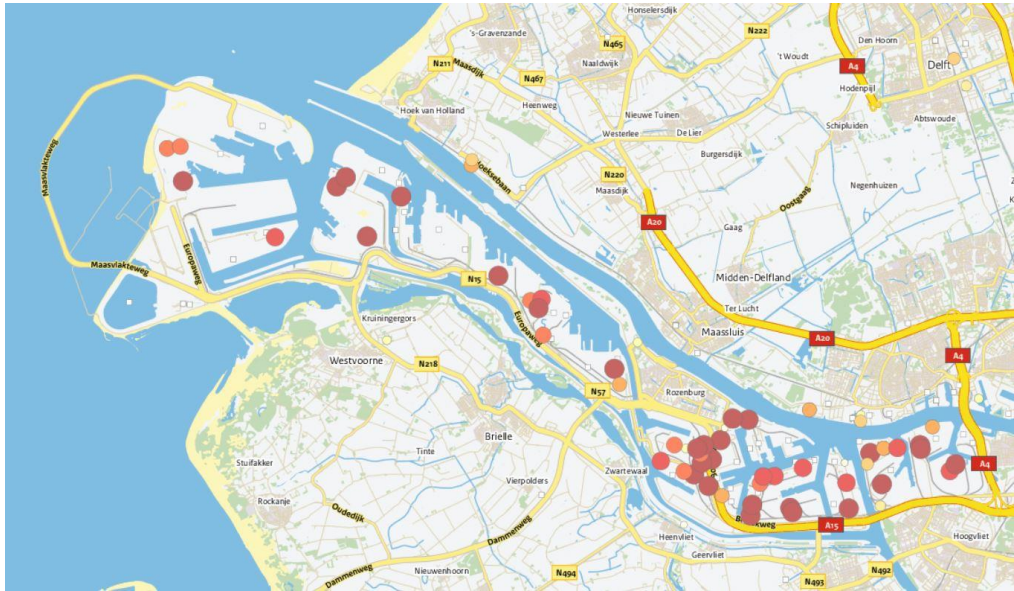 Honselersdijk
's-Gravenzande
N222
N465
Den Hoorn
N211
Maasdijk
Naaldwijk
't Woudt
A4
Delft
N467
Hodenpijl
Heenweg
Hoek van Holland
Nieuwe Tuinen
Abtswoude
Westerlee
De Lier
Schipluiden
Maasvlakteweg
Hoeksebaan
Burgersdijk
N220
Maasdijk
Negenhuizen
Oostgaag
A20
Gaag
Europaweg
Maasvlakteweg
N15
Midden-Delfland
Ter Lucht
Kruiningergors
Europaweg
Maassluis
A20
Westvoorne
N218
A4
N57
Rozenburg
Brielle
Tinte
Stuifakker
Zwartewaal
A4
Vierpolders
Rockanje
Oudedijk
A15
Dammenweg
Heenvliet
Hoogvliet
Geervliet
Dammenweg
Nieuwenhoorn
N494
N493
N492